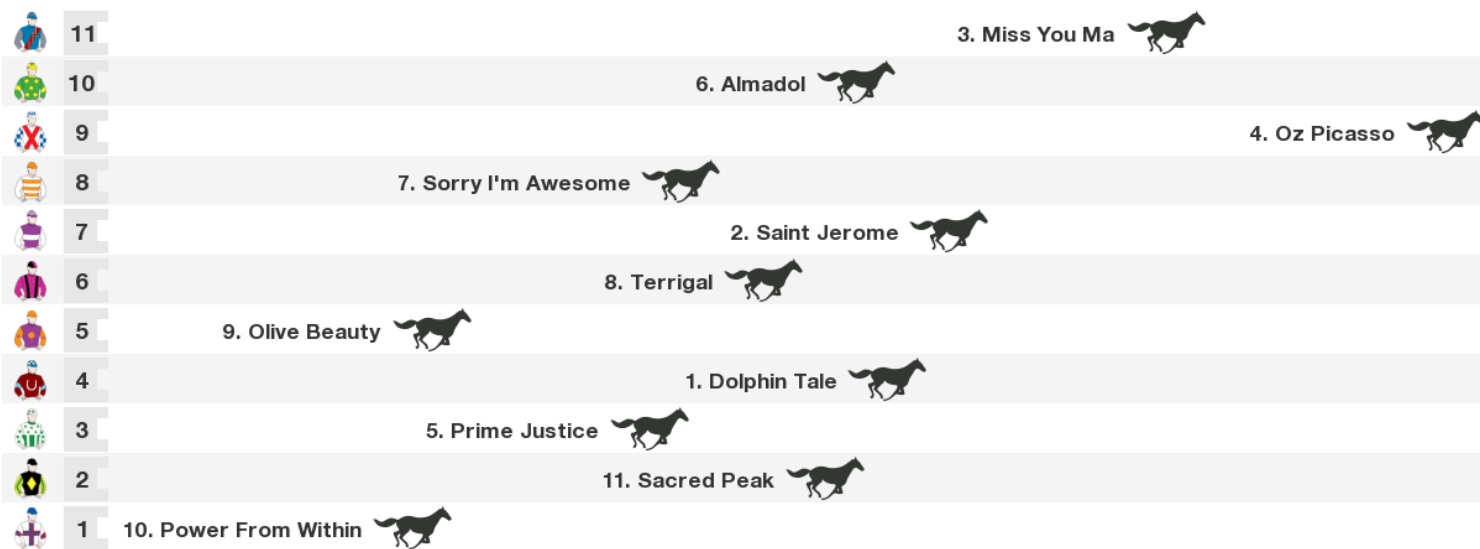 11 3. Miss You Ma
10 6. Almadol
9 4. Oz Picasso
8 7. Sorry I'm Awesome
7 2. Saint Jerome
6 8. Terrigal
5 9. Olive Beauty
4 1. Dolphin Tale
3 5. Prime Justice
2 11. Sacred Peak
1 10. Power From Within